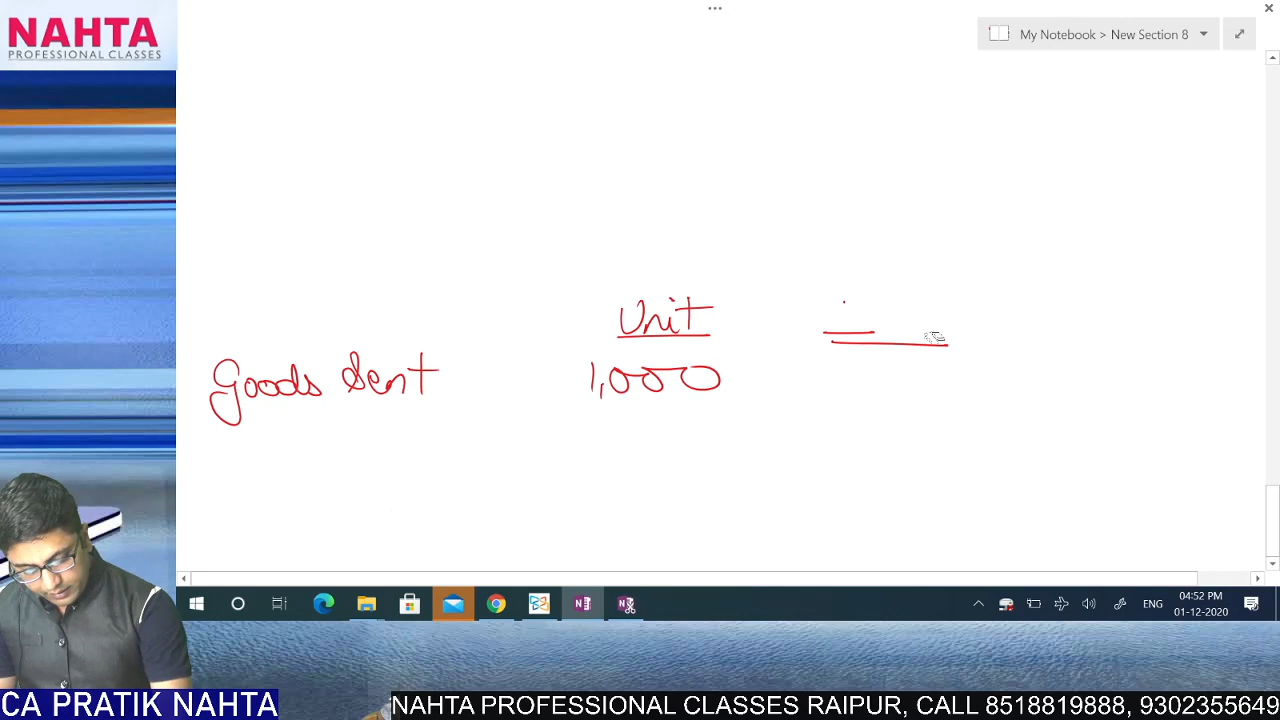 NAHTA
PROFESSIONAL CLASSES
My Notebook > New Section 8
Unit
Goods Sent 1,000
ENG
04:52 PM
01-12-2020
CA PRATIK NAHTA
NAHTA PROFESSIONAL CLASSES RAIPUR, CALL 8518819888, 9302355649